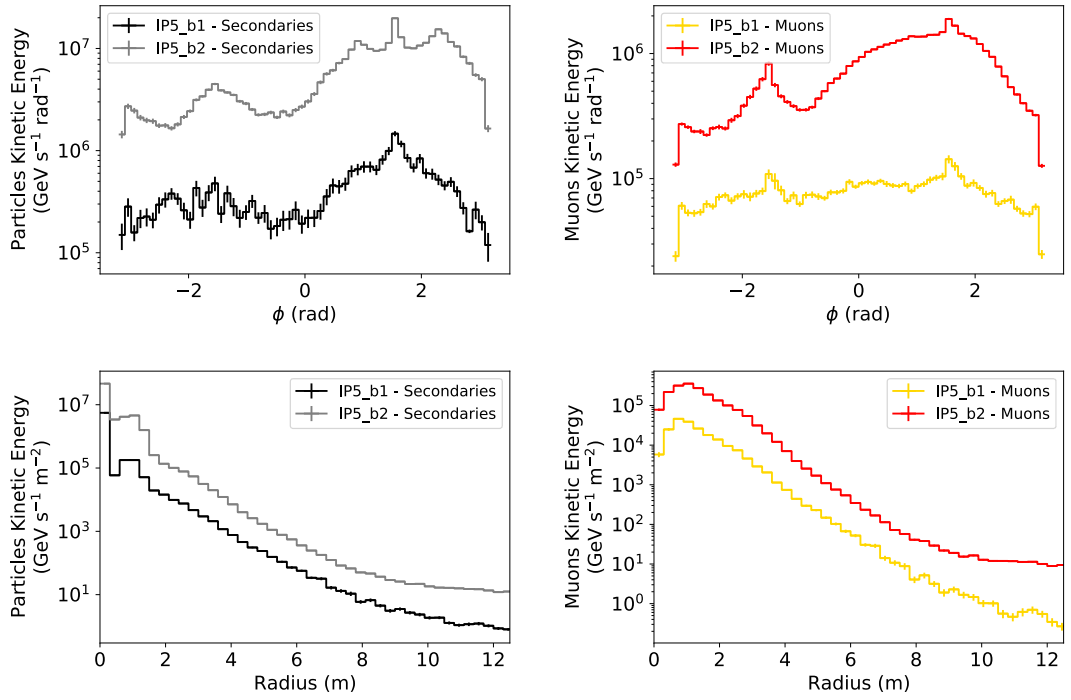 Particles Kinetic Energy
(GeV s⁻¹ rad⁻¹)
10⁷
10⁶
10⁵
IP5_b1 - Secondaries
IP5_b2 - Secondaries
−2 0 2
ϕ (rad)
Muons Kinetic Energy
(GeV s⁻¹ rad⁻¹)
10⁶
10⁵
IP5_b2 - Muons
IP5_b1 - Muons
−2 0 2
ϕ (rad)
Particles Kinetic Energy
(GeV s⁻¹ m⁻²)
10⁷
10⁵
10³
10¹
IP5_b1 - Secondaries
IP5_b2 - Secondaries
0 2 4 6 8 10 12
Radius (m)
Muons Kinetic Energy
(GeV s⁻¹ m⁻²)
10⁵
10⁴
10³
10²
10¹
10⁰
IP5_b1 - Muons
IP5_b2 - Muons
0 2 4 6 8 10 12
Radius (m)